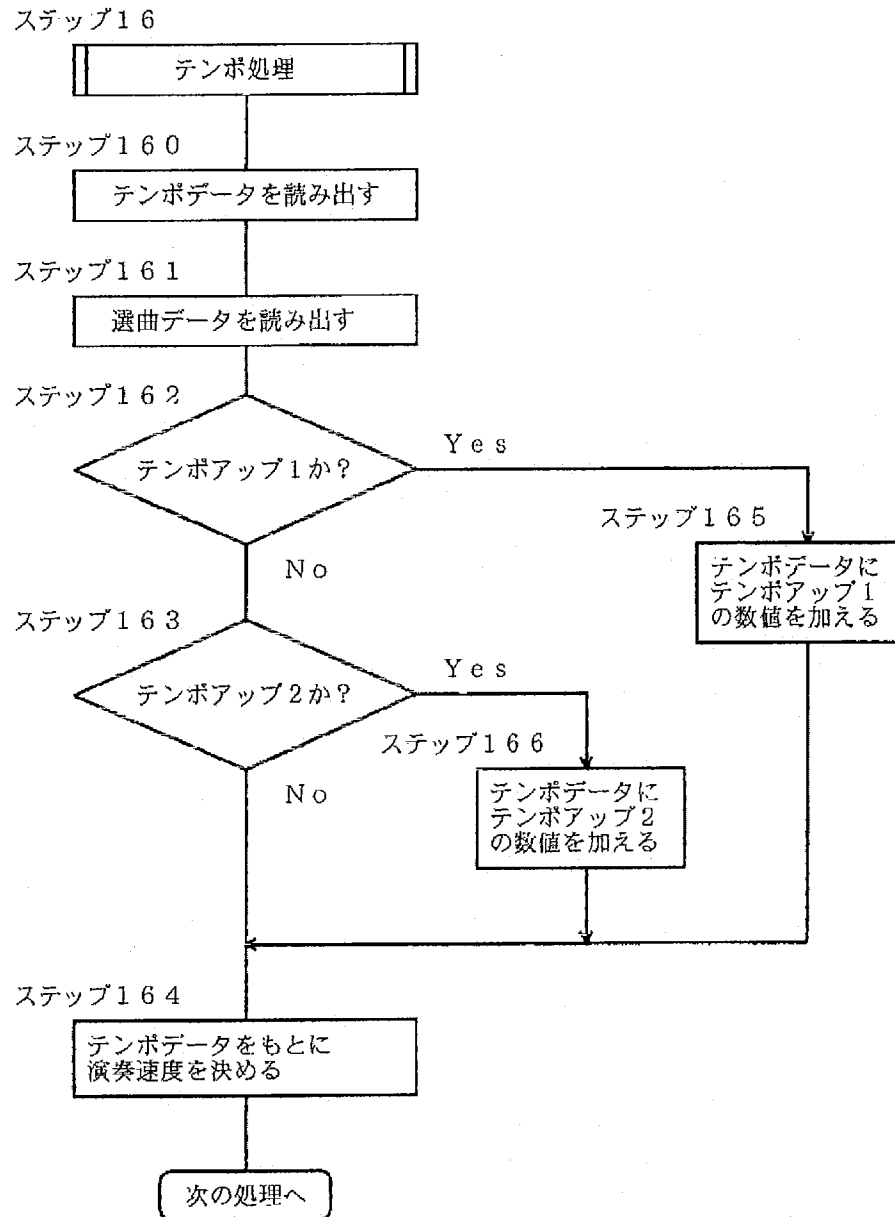 ステップ１６
テンポ処理
ステップ１６０
テンポデータを読み出す
ステップ１６１
選曲データを読み出す
ステップ１６２
テンポアップ１か？
Ｙｅｓ
Ｎｏ
ステップ１６５
テンポデータに
テンポアップ１
の数値を加える
ステップ１６３
テンポアップ２か？
Ｙｅｓ
Ｎｏ
ステップ１６６
テンポデータに
テンポアップ２
の数値を加える
ステップ１６４
テンポデータをもとに
演奏速度を決める
次の処理へ